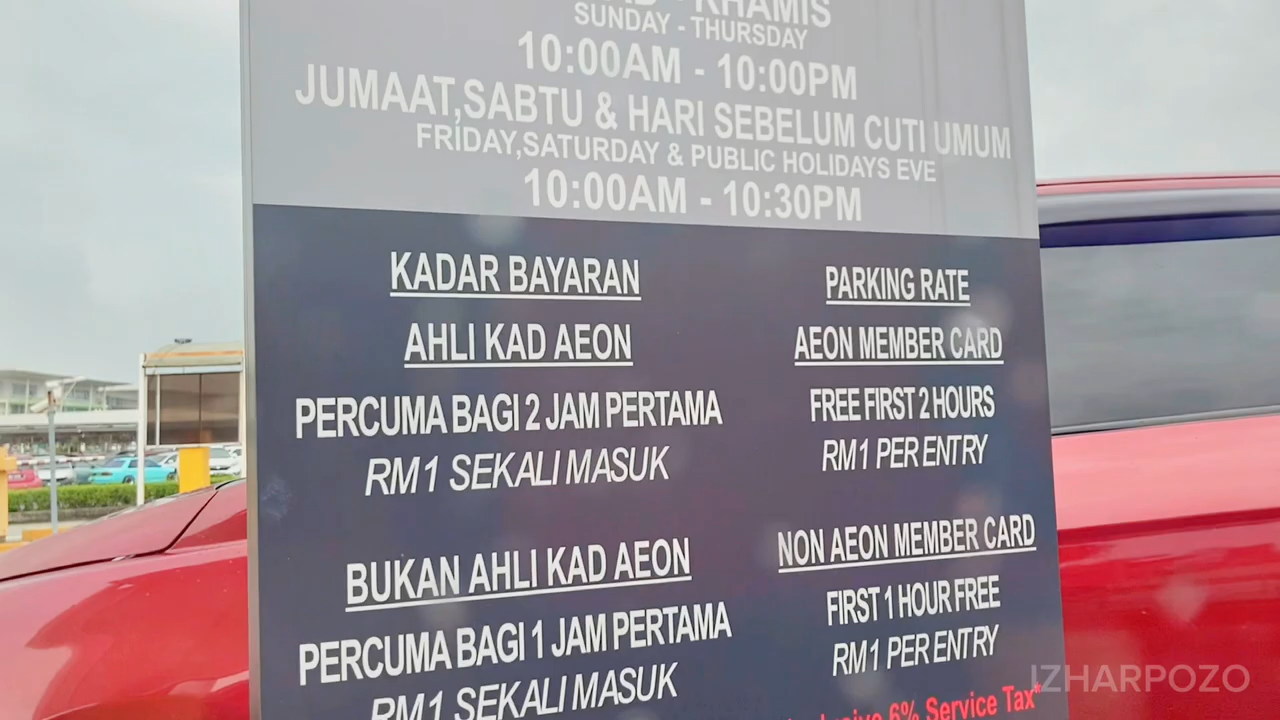 KHAMIS
SUNDAY - THURSDAY
10:00AM - 10:00PM
JUMAAT,SABTU & HARI SEBELUM CUTI UMUM
FRIDAY,SATURDAY & PUBLIC HOLIDAYS EVE
10:00AM - 10:30PM
KADAR BAYARAN
AHLI KAD AEON
PERCUMA BAGI 2 JAM PERTAMA
RM1 SEKALI MASUK
BUKAN AHLI KAD AEON
PERCUMA BAGI 1 JAM PERTAMA
RM1 SEKALI MASUK
PARKING RATE
AEON MEMBER CARD
FREE FIRST 2 HOURS
RM1 PER ENTRY
NON AEON MEMBER CARD
FIRST 1 HOUR FREE
RM1 PER ENTRY
6% Service Tax*
IZHARPOZO